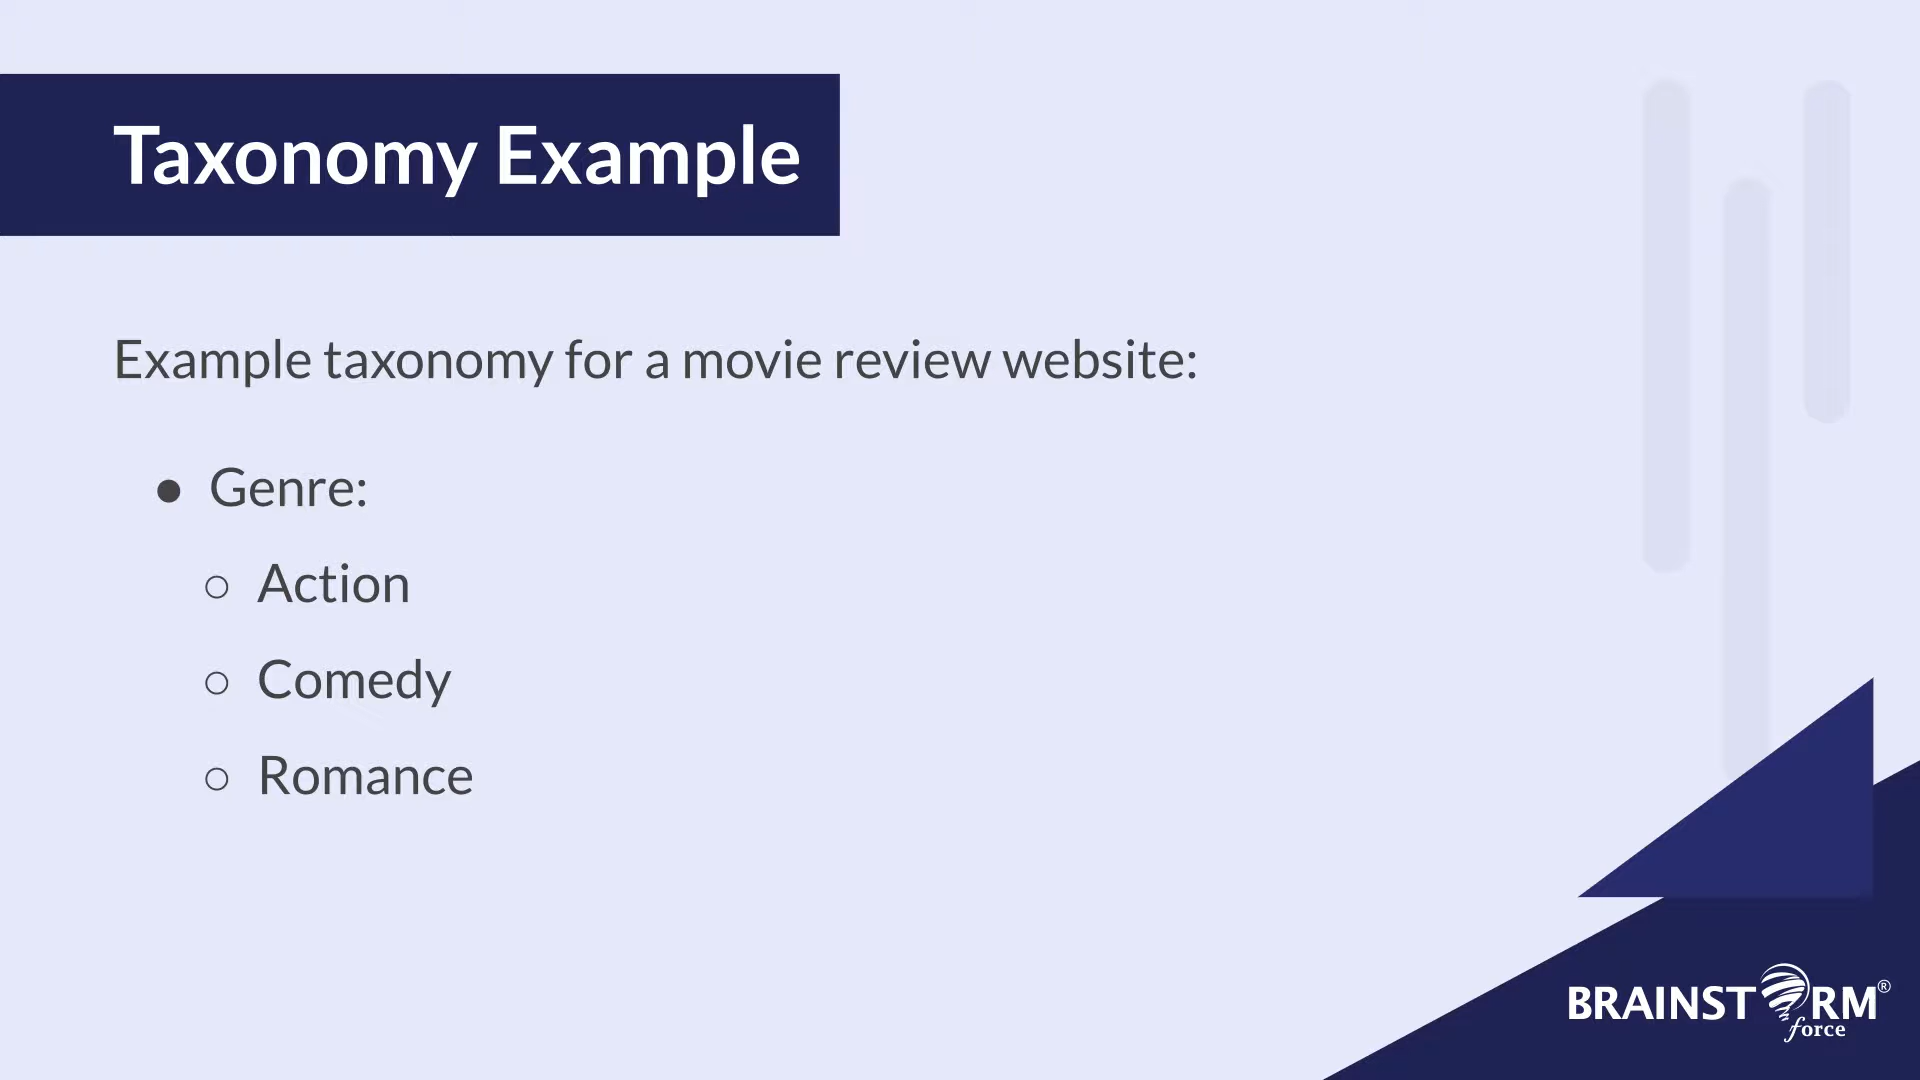 Taxonomy Example
Example taxonomy for a movie review website:
● Genre:
○ Action
○ Comedy
○ Romance
BRAINSTORM®
force